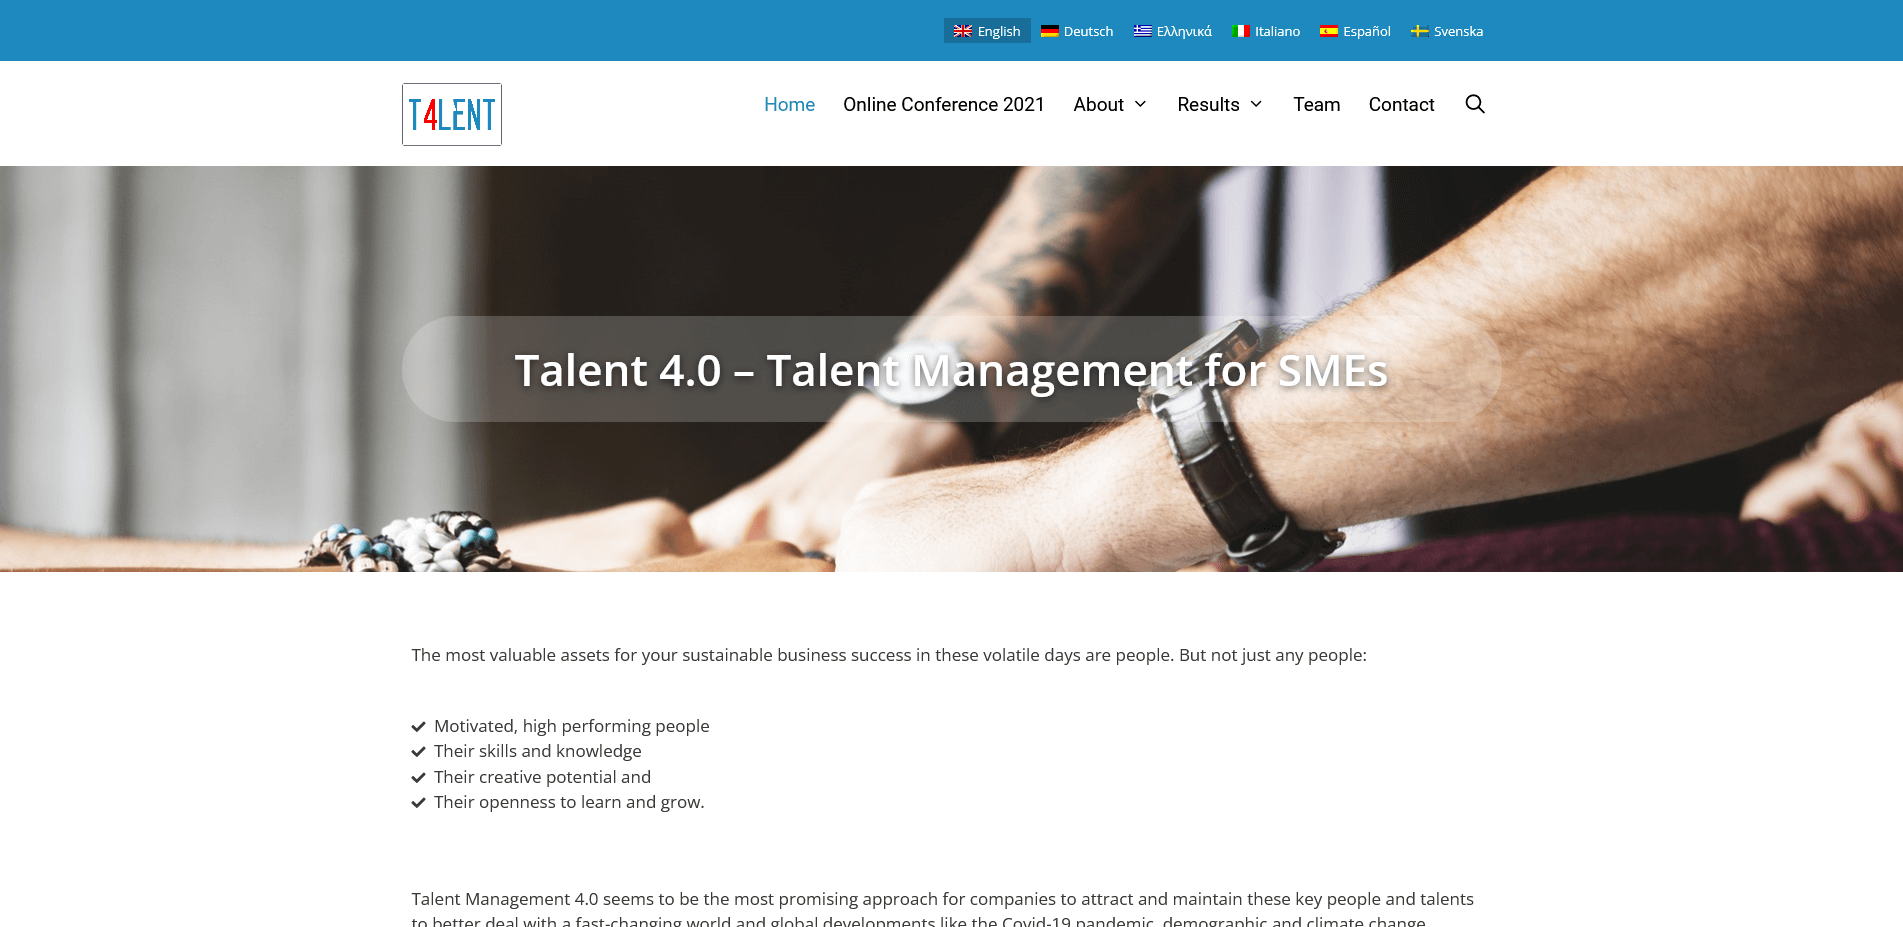 English Deutsch Ελληνικά Italiano Español Svenska
T4LENT
Home Online Conference 2021 About Results Team Contact
Talent 4.0 – Talent Management for SMEs
The most valuable assets for your sustainable business success in these volatile days are people. But not just any people:
Motivated, high performing people
Their skills and knowledge
Their creative potential and
Their openness to learn and grow.
Talent Management 4.0 seems to be the most promising approach for companies to attract and maintain these key people and talents
to better deal with a fast-changing world and global developments like the Covid-19 pandemic, demographic and climate change.